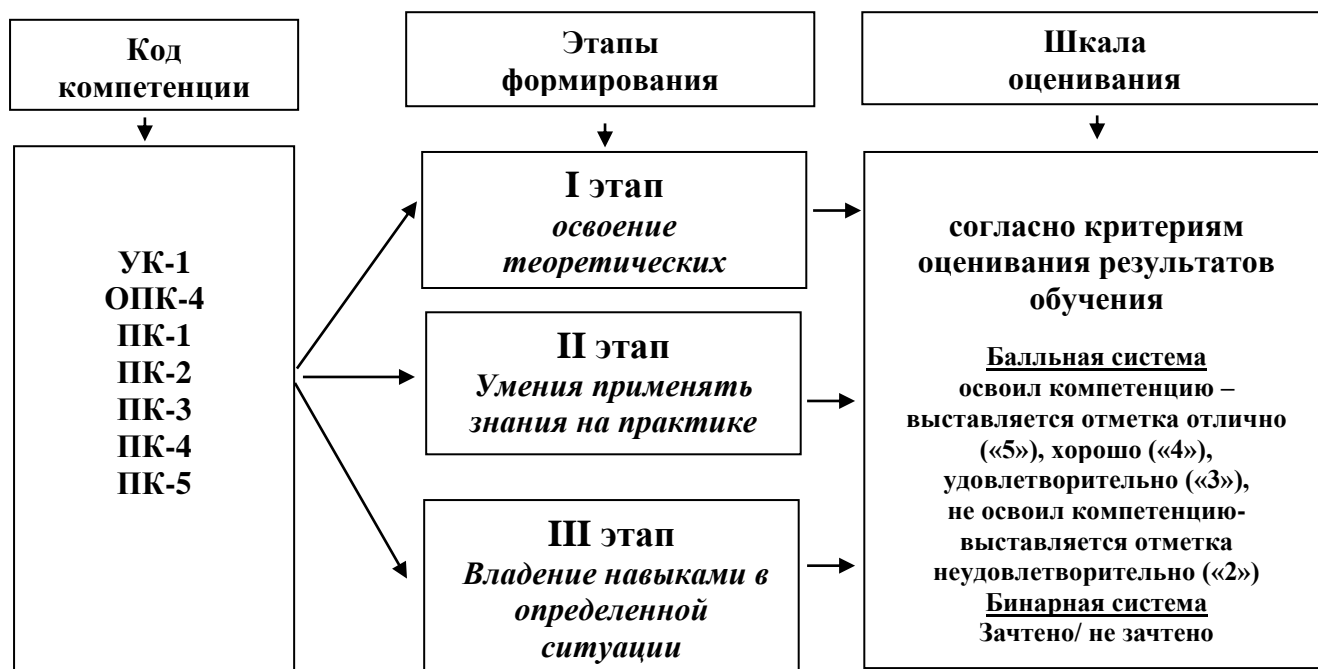 Код
компетенции
Этапы
формирования
Шкала
оценивания
УК-1
ОПК-4
ПК-1
ПК-2
ПК-3
ПК-4
ПК-5
I этап
освоение
теоретических
II этап
Умения применять
знания на практике
III этап
Владение навыками в
определенной
ситуации
согласно критериям
оценивания результатов
обучения
Балльная система
освоил компетенцию –
выставляется отметка отлично
(«5»), хорошо («4»),
удовлетворительно («3»),
не освоил компетенцию-
выставляется отметка
неудовлетворительно («2»)
Бинарная система
Зачтено/ не зачтено